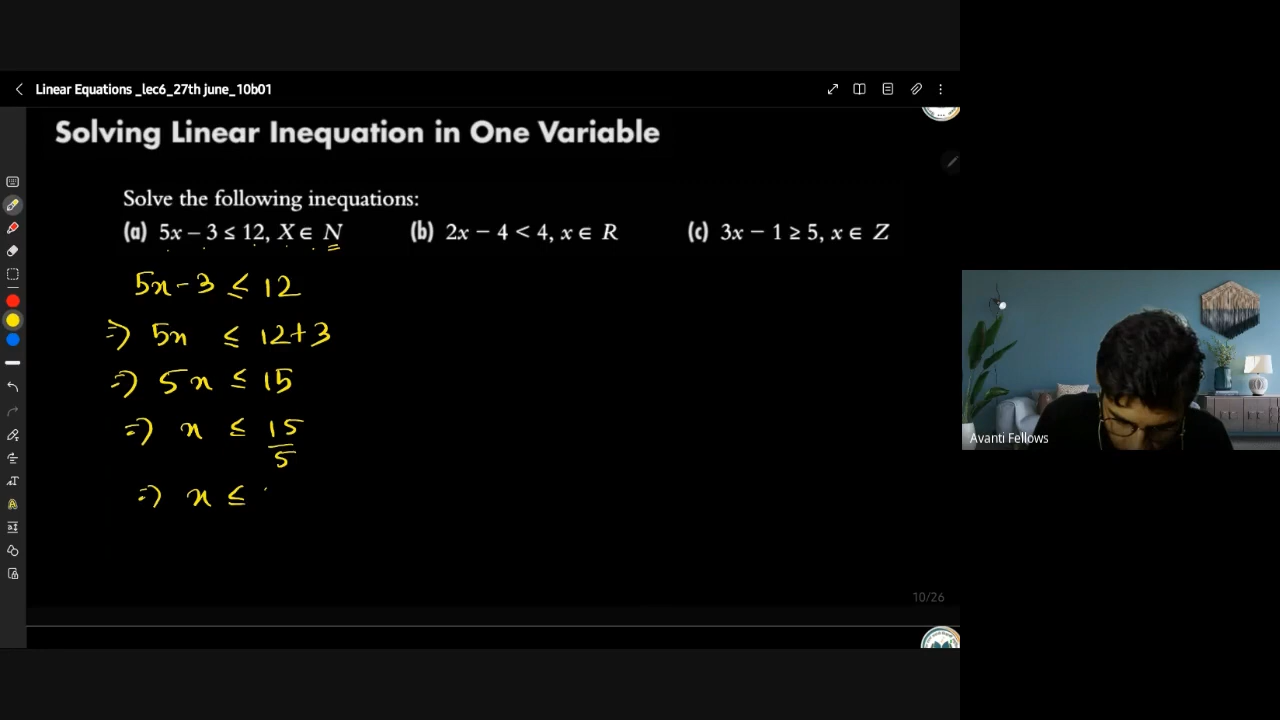 Linear Equations _lec6_27th june_10b01
Solving Linear Inequation in One Variable
Solve the following inequations:
(a) 5x – 3 ≤ 12, X ∈ N (b) 2x – 4 < 4, x ∈ R (c) 3x – 1 ≥ 5, x ∈ Z
5x - 3 ≤ 12
⇒ 5x ≤ 12+3
⇒ 5x ≤ 15
⇒ x ≤ 15/5
⇒ x ≤
Avanti Fellows
10/26